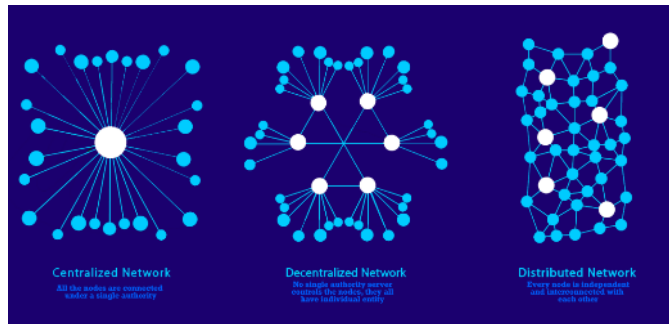 Centralized Network
All the nodes are connected
under a single authority
Decentralized Network
No single authority server
controls the nodes, they all
have individual entity
Distributed Network
Every node is independent
and interconnected with
each other